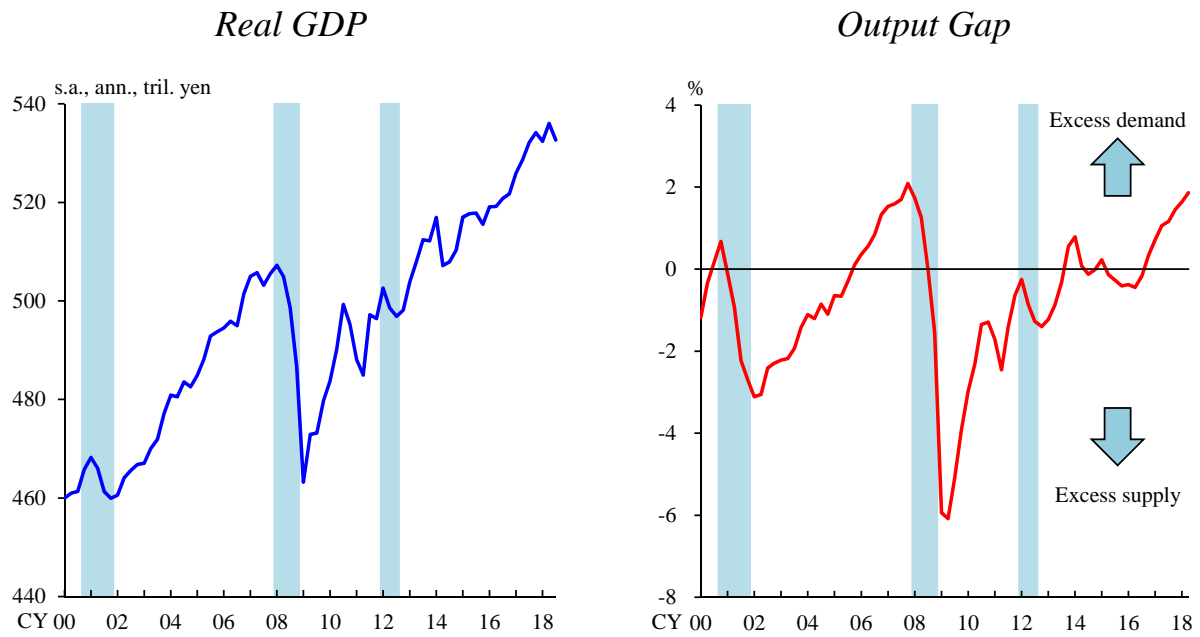 Real GDP
s.a., ann., tril. yen
540
520
500
480
460
440
CY 00 02 04 06 08 10 12 14 16 18
Output Gap
%
4
2
0
-2
-4
-6
-8
Excess demand
Excess supply
CY 00 02 04 06 08 10 12 14 16 18